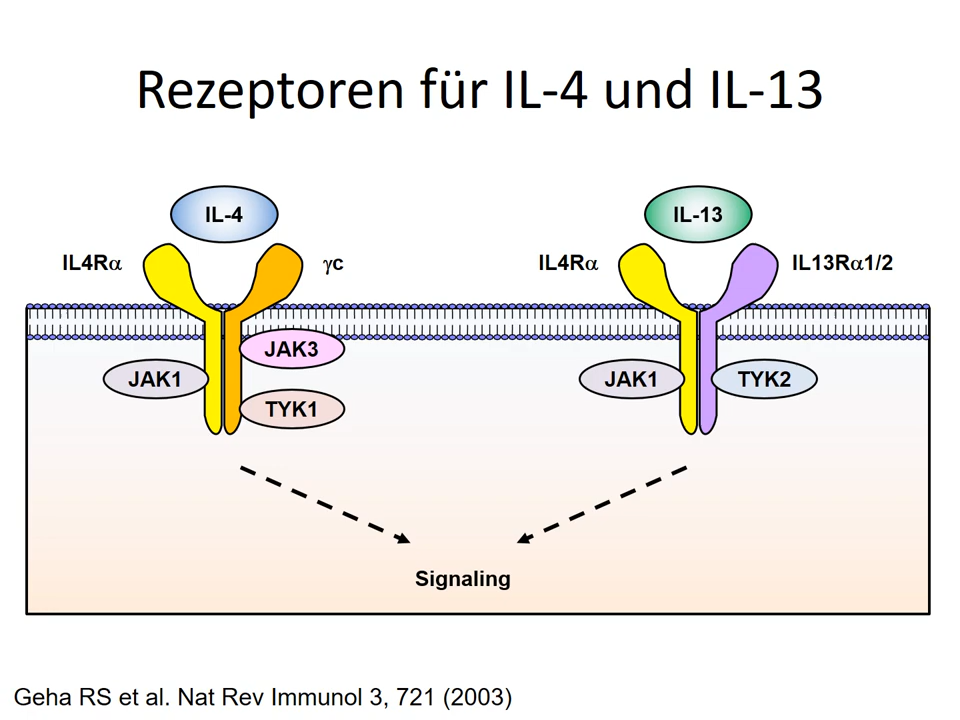 Rezeptoren für IL-4 und IL-13
IL-4
IL-13
IL4Rα
γc
IL4Rα
IL13Rα1/2
JAK3
JAK1
TYK1
JAK1
TYK2
Signaling
Geha RS et al. Nat Rev Immunol 3, 721 (2003)